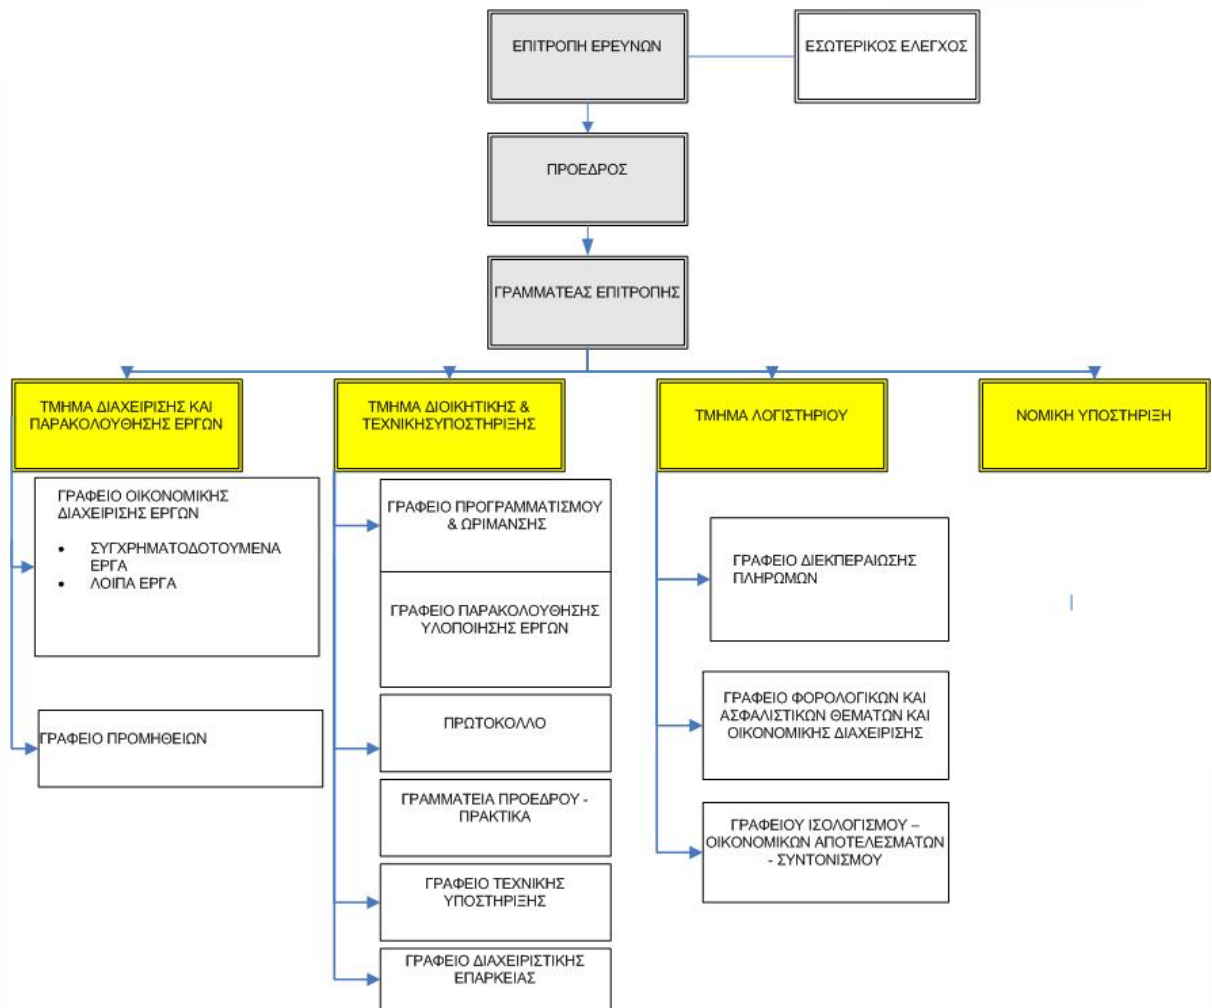 ΕΠΙΤΡΟΠΗ ΕΡΕΥΝΩΝ
ΕΣΩΤΕΡΙΚΟΣ ΕΛΕΓΧΟΣ
ΠΡΟΕΔΡΟΣ
ΓΡΑΜΜΑΤΕΑΣ ΕΠΙΤΡΟΠΗΣ
ΤΜΗΜΑ ΔΙΑΧΕΙΡΙΣΗΣ ΚΑΙ
ΠΑΡΑΚΟΛΟΥΘΗΣΗΣ ΕΡΓΩΝ
ΓΡΑΦΕΙΟ ΟΙΚΟΝΟΜΙΚΗΣ
ΔΙΑΧΕΙΡΙΣΗΣ ΕΡΓΩΝ
• ΣΥΓΧΡΗΜΑΤΟΔΟΤΟΥΜΕΝΑ
ΕΡΓΑ
• ΛΟΙΠΑ ΕΡΓΑ
ΓΡΑΦΕΙΟ ΠΡΟΜΗΘΕΙΩΝ
ΤΜΗΜΑ ΔΙΟΙΚΗΤΙΚΗΣ &
ΤΕΧΝΙΚΗΣΥΠΟΣΤΗΡΙΞΗΣ
ΓΡΑΦΕΙΟ ΠΡΟΓΡΑΜΜΑΤΙΣΜΟΥ
& ΩΡΙΜΑΝΣΗΣ
ΓΡΑΦΕΙΟ ΠΑΡΑΚΟΛΟΥΘΗΣΗΣ
ΥΛΟΠΟΙΗΣΗΣ ΕΡΓΩΝ
ΠΡΩΤΟΚΟΛΛΟ
ΓΡΑΜΜΑΤΕΙΑ ΠΡΟΕΔΡΟΥ -
ΠΡΑΚΤΙΚΑ
ΓΡΑΦΕΙΟ ΤΕΧΝΙΚΗΣ
ΥΠΟΣΤΗΡΙΞΗΣ
ΓΡΑΦΕΙΟ ΔΙΑΧΕΙΡΙΣΤΙΚΗΣ
ΕΠΑΡΚΕΙΑΣ
ΤΜΗΜΑ ΛΟΓΙΣΤΗΡΙΟΥ
ΓΡΑΦΕΙΟ ΔΙΕΚΠΕΡΑΙΩΣΗΣ
ΠΛΗΡΩΜΩΝ
ΓΡΑΦΕΙΟ ΦΟΡΟΛΟΓΙΚΩΝ ΚΑΙ
ΑΣΦΑΛΙΣΤΙΚΩΝ ΘΕΜΑΤΩΝ ΚΑΙ
ΟΙΚΟΝΟΜΙΚΗΣ ΔΙΑΧΕΙΡΙΣΗΣ
ΓΡΑΦΕΙΟΥ ΙΣΟΛΟΓΙΣΜΟΥ –
ΟΙΚΟΝΟΜΙΚΩΝ ΑΠΟΤΕΛΕΣΜΑΤΩΝ
- ΣΥΝΤΟΝΙΣΜΟΥ
ΝΟΜΙΚΗ ΥΠΟΣΤΗΡΙΞΗ